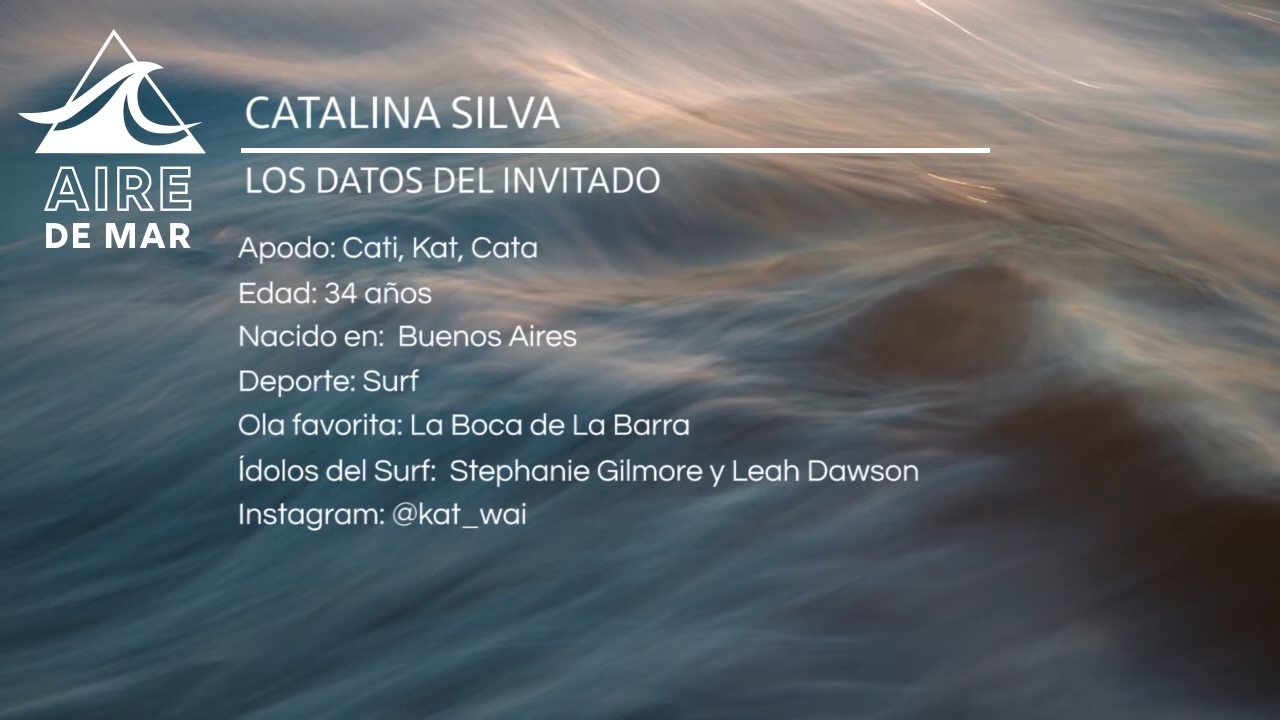 AIRE
DE MAR
CATALINA SILVA
LOS DATOS DEL INVITADO
Apodo: Cati, Kat, Cata
Edad: 34 años
Nacido en: Buenos Aires
Deporte: Surf
Ola favorita: La Boca de La Barra
Ídolos del Surf: Stephanie Gilmore y Leah Dawson
Instagram: @kat_wai